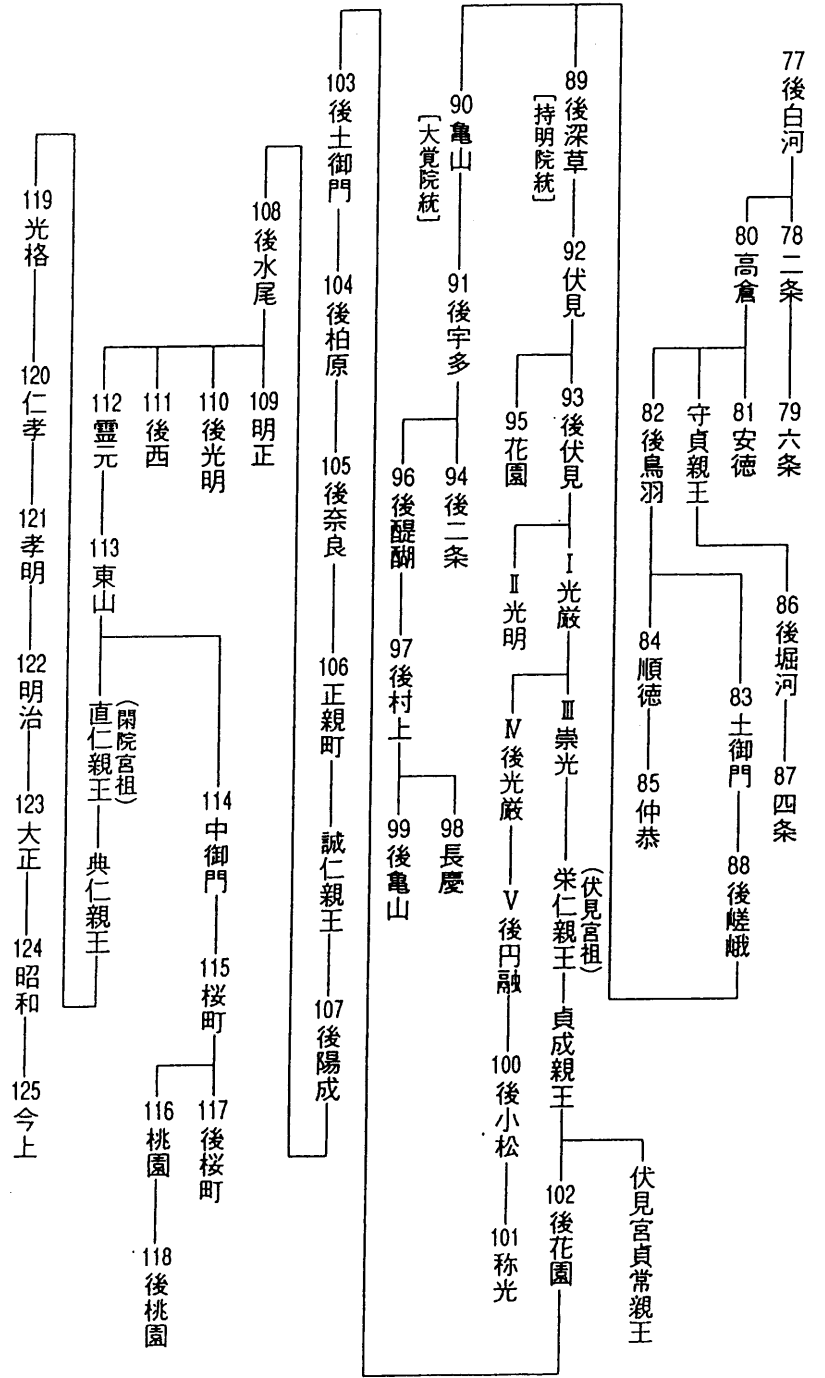 77 後白河
78 二条
79 六条
80 高倉
81 安徳
守貞親王
86 後堀河
87 四条
82 後鳥羽
83 土御門
88 後嵯峨
84 順徳
85 仲恭
89 後深草
〔持明院統〕
92 伏見
93 後伏見
95 花園
Ⅰ 光厳
Ⅱ 光明
Ⅲ 崇光
(伏見宮祖)
栄仁親王
貞成親王
伏見宮貞常親王
102 後花園
Ⅳ 後光厳
Ⅴ 後円融
100 後小松
101 称光
90 亀山
〔大覚院統〕
91 後宇多
94 後二条
96 後醍醐
97 後村上
98 長慶
99 後亀山
103 後土御門
104 後柏原
105 後奈良
106 正親町
誠仁親王
107 後陽成
108 後水尾
109 明正
110 後光明
111 後西
112 霊元
113 東山
114 中御門
115 桜町
117 後桜町
116 桃園
118 後桃園
(閑院宮祖)
直仁親王
典仁親王
119 光格
120 仁孝
121 孝明
122 明治
123 大正
124 昭和
125 今上